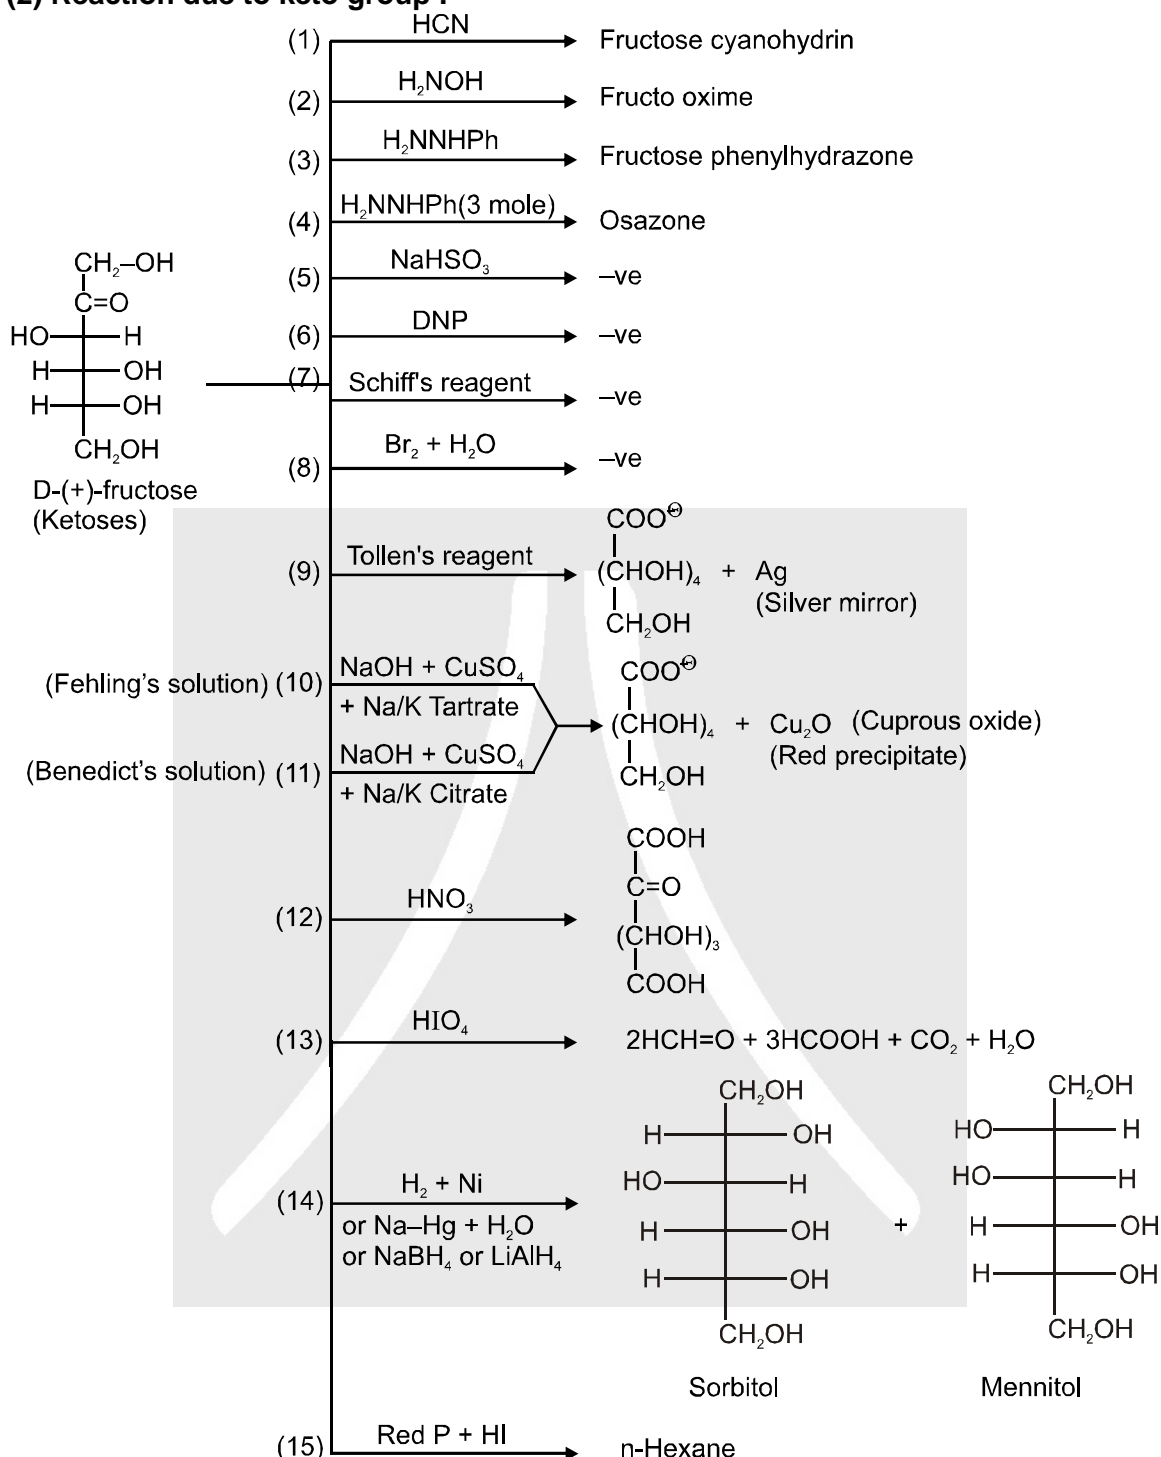 (2) Reaction due to keto group :
(1) HCN Fructose cyanohydrin
(2) H₂NOH Fructo oxime
(3) H₂NNHPh Fructose phenylhydrazone
(4) H₂NNHPh(3 mole) Osazone
(5) NaHSO₃ –ve
(6) DNP –ve
(7) Schiff's reagent –ve
(8) Br₂ + H₂O –ve
CH₂–OH
C=O
HO H
H OH
H OH
CH₂OH
D-(+)-fructose
(Ketoses)
(9) Tollen's reagent
COO⊖
(CHOH)₄ + Ag
(Silver mirror)
CH₂OH
(Fehling's solution) (10) NaOH + CuSO₄
+ Na/K Tartrate
(Benedict's solution) (11) NaOH + CuSO₄
+ Na/K Citrate
COO⊖
(CHOH)₄ + Cu₂O (Cuprous oxide)
(Red precipitate)
CH₂OH
(12) HNO₃
COOH
C=O
(CHOH)₃
COOH
(13) HIO₄ 2HCH=O + 3HCOOH + CO₂ + H₂O
(14) H₂ + Ni
or Na–Hg + H₂O
or NaBH₄ or LiAlH₄
CH₂OH
H OH
HO H
H OH
H OH
CH₂OH
Sorbitol
+
CH₂OH
HO H
HO H
H OH
H OH
CH₂OH
Mennitol
(15) Red P + HI n-Hexane